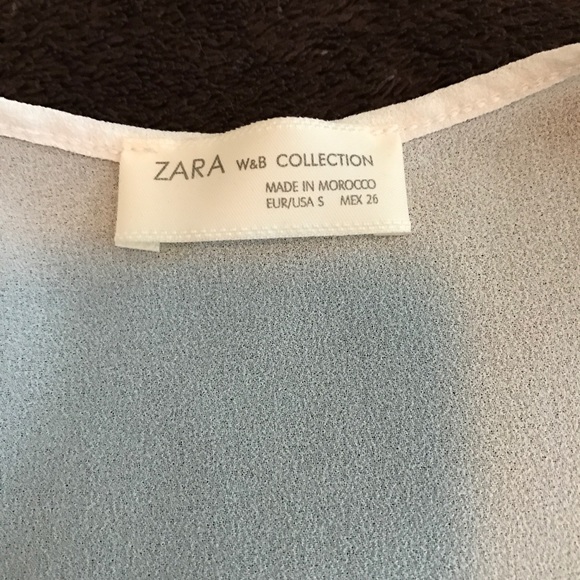 ZARA W&B COLLECTION
MADE IN MOROCCO
EUR/USA S MEX 26